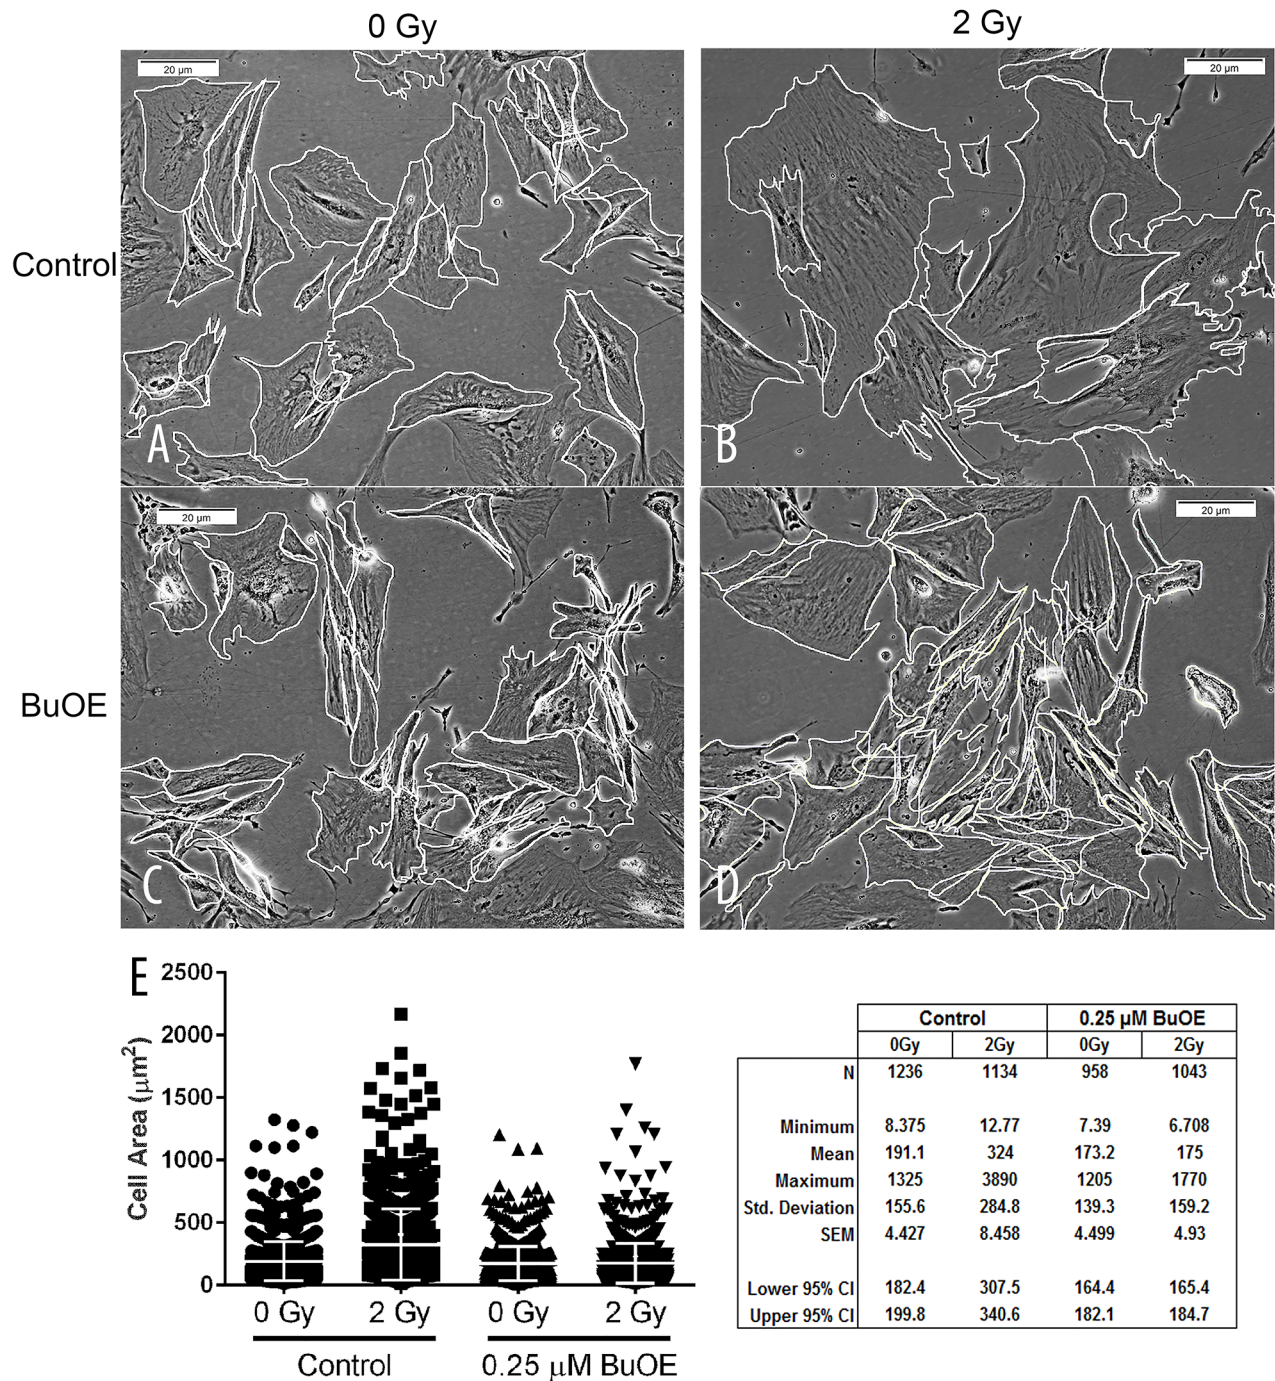 0 Gy
2 Gy
Control
20 µm
20 µm
A
B
BuOE
20 µm
20 µm
C
D
E
Cell Area (µm²)
2500
2000
1500
1000
500
0
0 Gy
2 Gy
0 Gy
2 Gy
Control
0.25 µM BuOE
Control 0.25 µM BuOE
0Gy 2Gy 0Gy 2Gy
N 1236 1134 958 1043
Minimum 8.375 12.77 7.39 6.708
Mean 191.1 324 173.2 175
Maximum 1325 3890 1205 1770
Std. Deviation 155.6 284.8 139.3 159.2
SEM 4.427 8.458 4.499 4.93
Lower 95% CI 182.4 307.5 164.4 165.4
Upper 95% CI 199.8 340.6 182.1 184.7